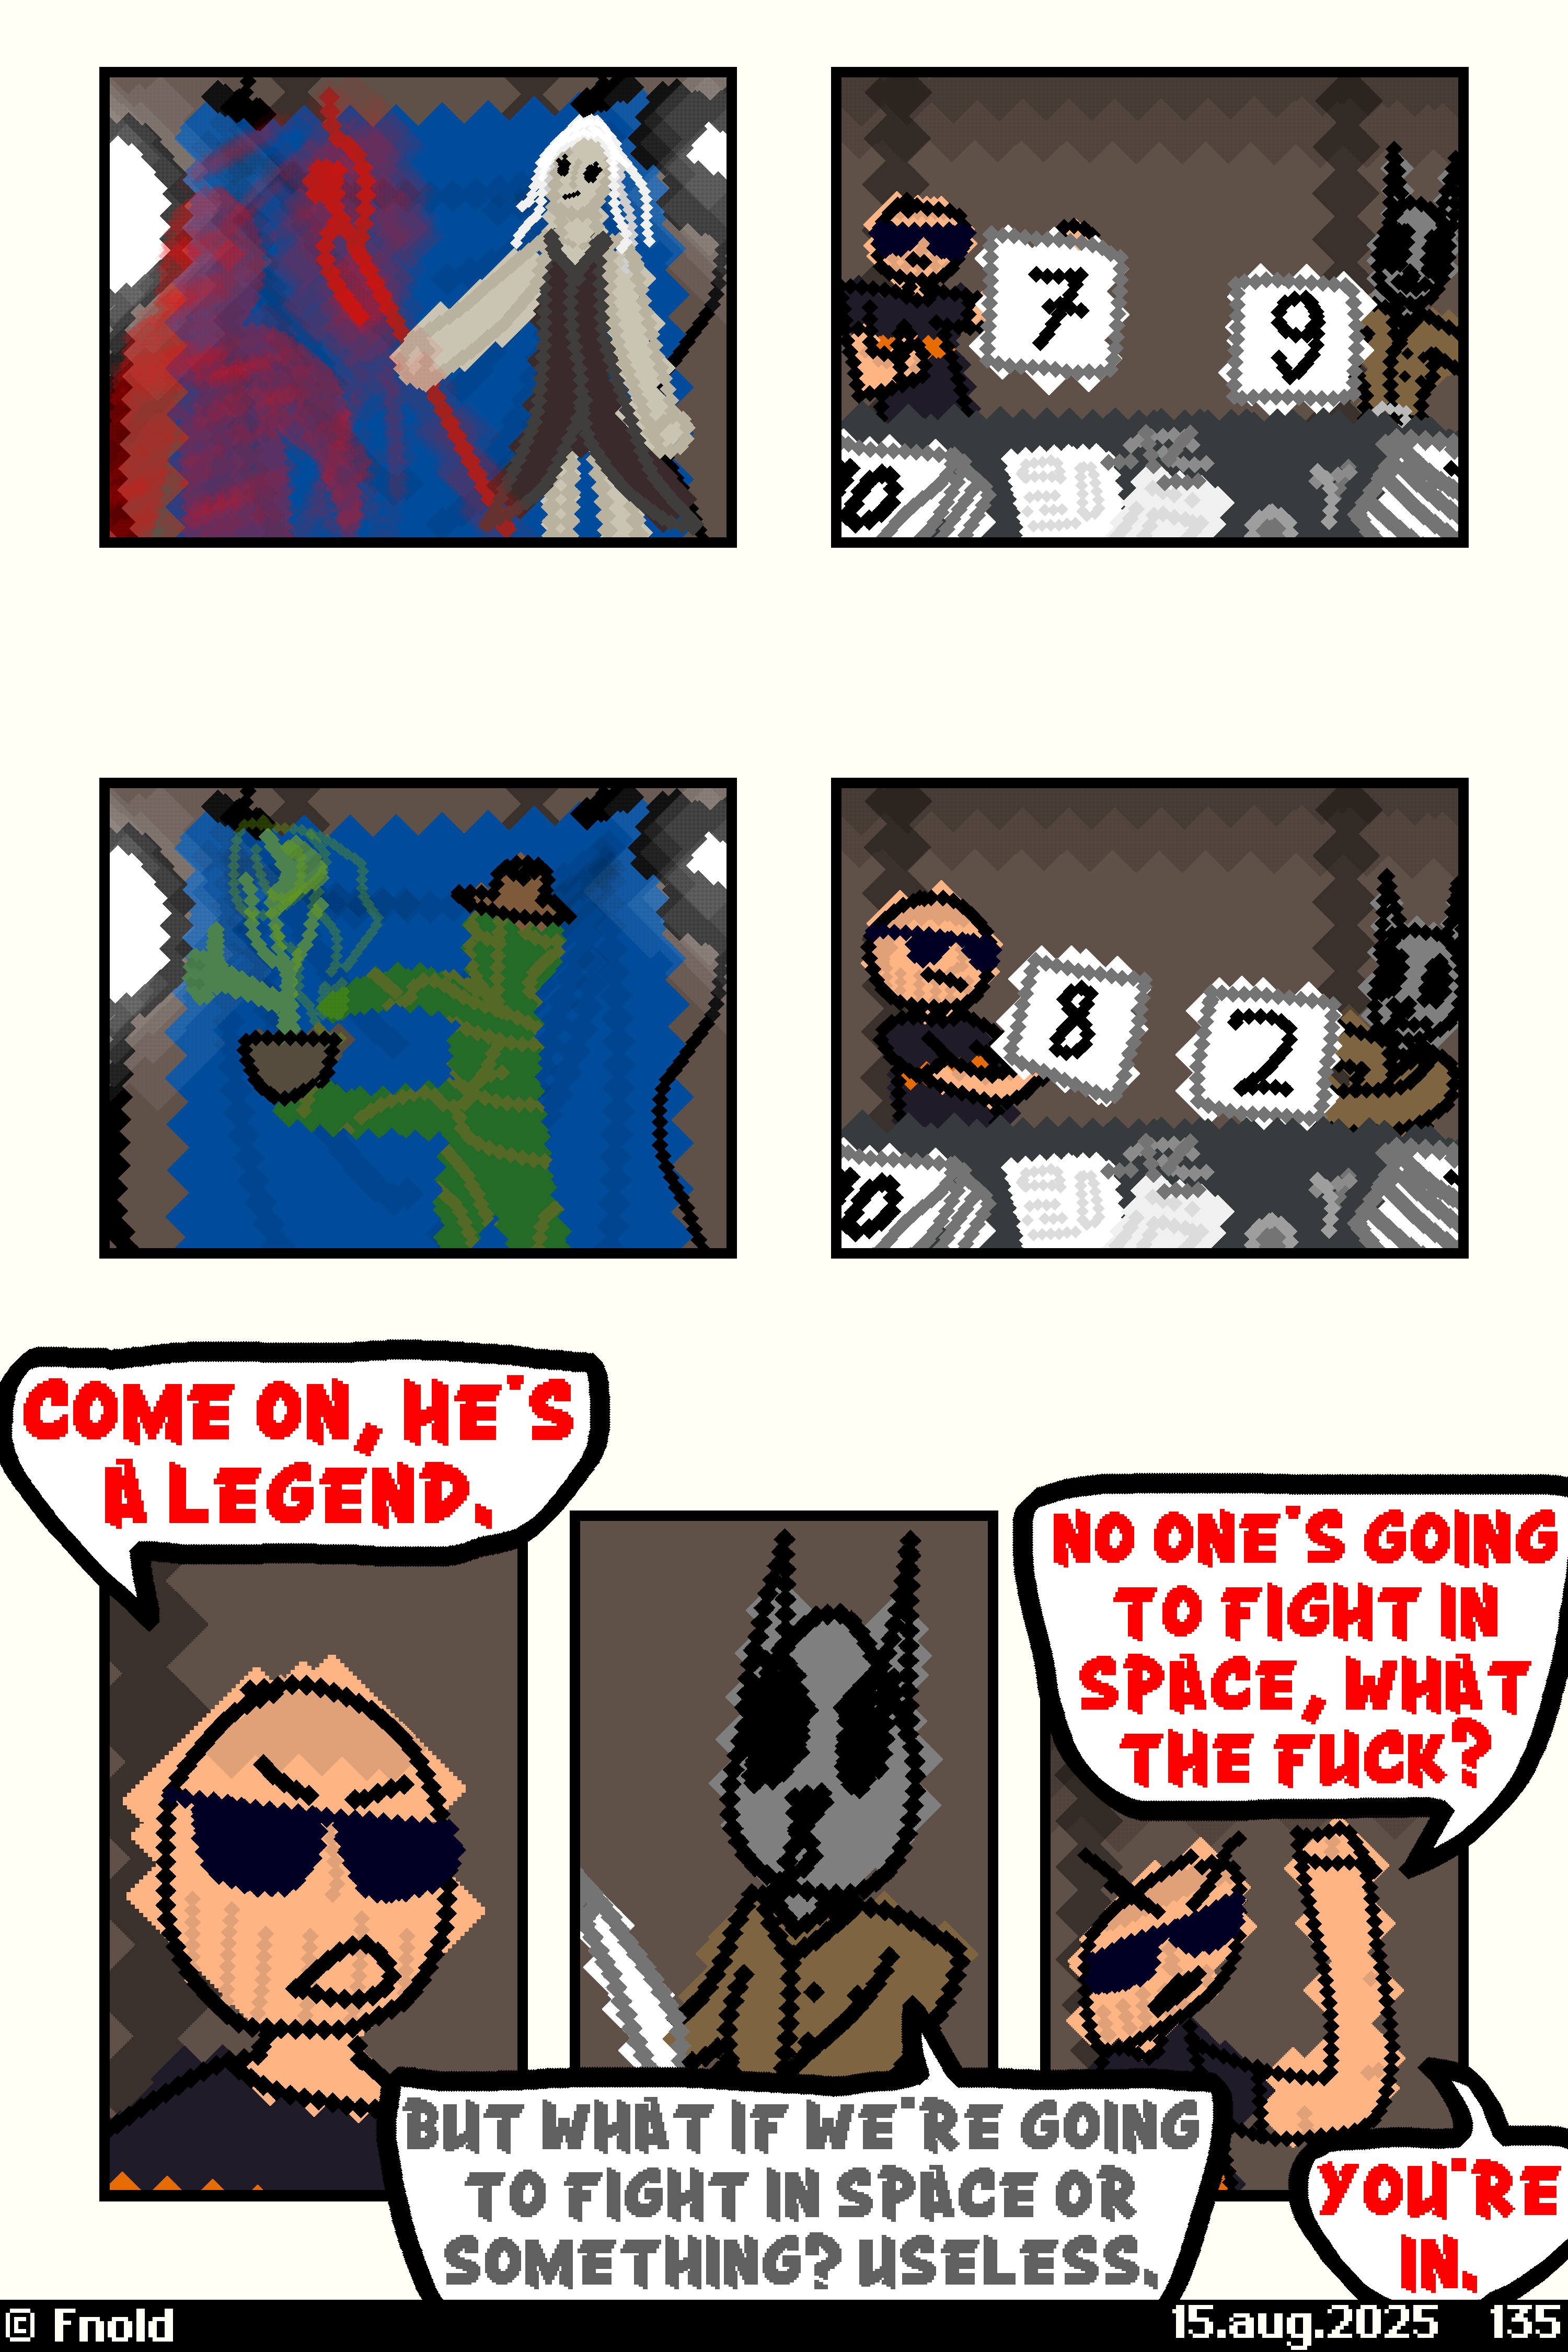 7
9
0
8
2
0
COME ON, HE'S
A LEGEND.
BUT WHAT IF WE'RE GOING
TO FIGHT IN SPACE OR
SOMETHING? USELESS.
NO ONE'S GOING
TO FIGHT IN
SPACE, WHAT
THE FUCK?
YOU'RE
IN.
© Fnold
15.aug.2025 135